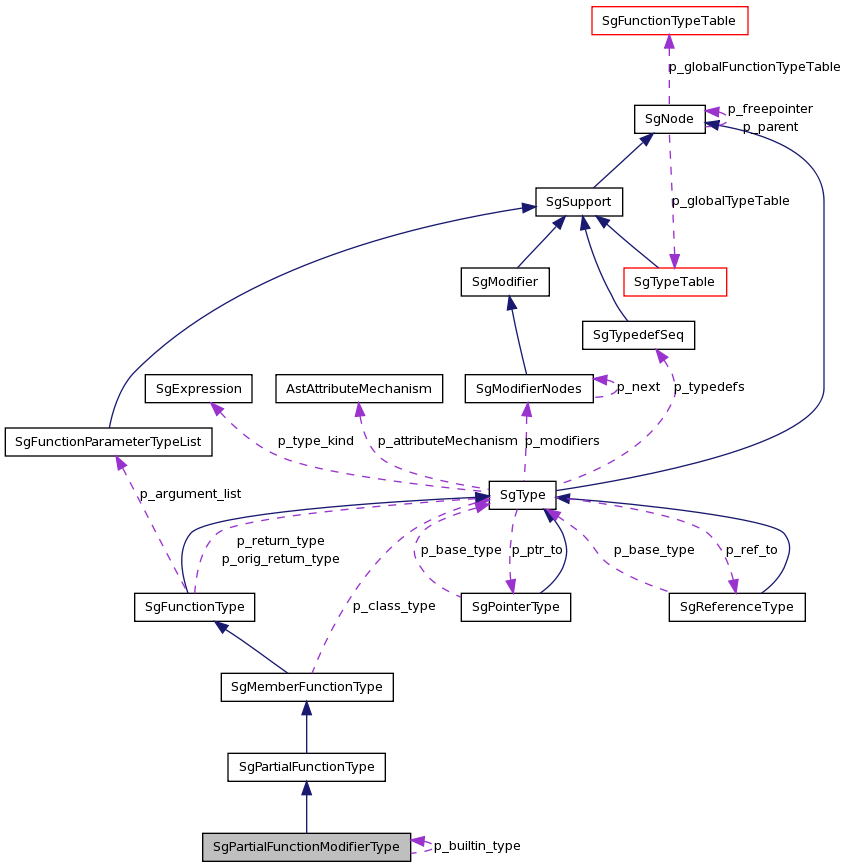 SgFunctionTypeTable
p_globalFunctionTypeTable
SgNode
p_freepointer
p_parent
SgSupport
p_globalTypeTable
SgModifier
SgTypeTable
SgTypedefSeq
SgExpression
AstAttributeMechanism
SgModifierNodes
p_next
p_typedefs
SgFunctionParameterTypeList
p_type_kind
p_attributeMechanism
p_modifiers
p_argument_list
SgType
p_return_type
p_orig_return_type
p_base_type
p_ptr_to
p_base_type
p_ref_to
SgFunctionType
p_class_type
SgPointerType
SgReferenceType
SgMemberFunctionType
SgPartialFunctionType
SgPartialFunctionModifierType
p_builtin_type